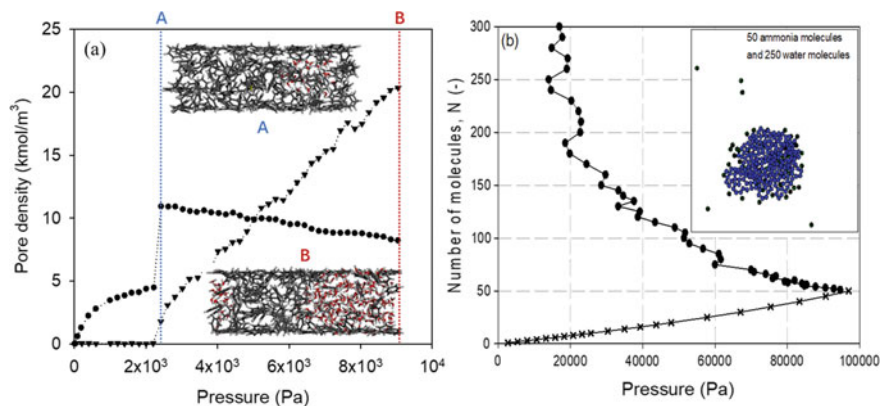 A
B
(a)
Pore density (kmol/m³)
25
20
15
10
5
0
A
B
0
2x10³
4x10³
6x10³
8x10³
10⁴
Pressure (Pa)
(b)
Number of molecules, N (-)
300
250
200
150
100
50
0
50 ammonia molecules
and 250 water molecules
20000
40000
60000
80000
100000
Pressure (Pa)